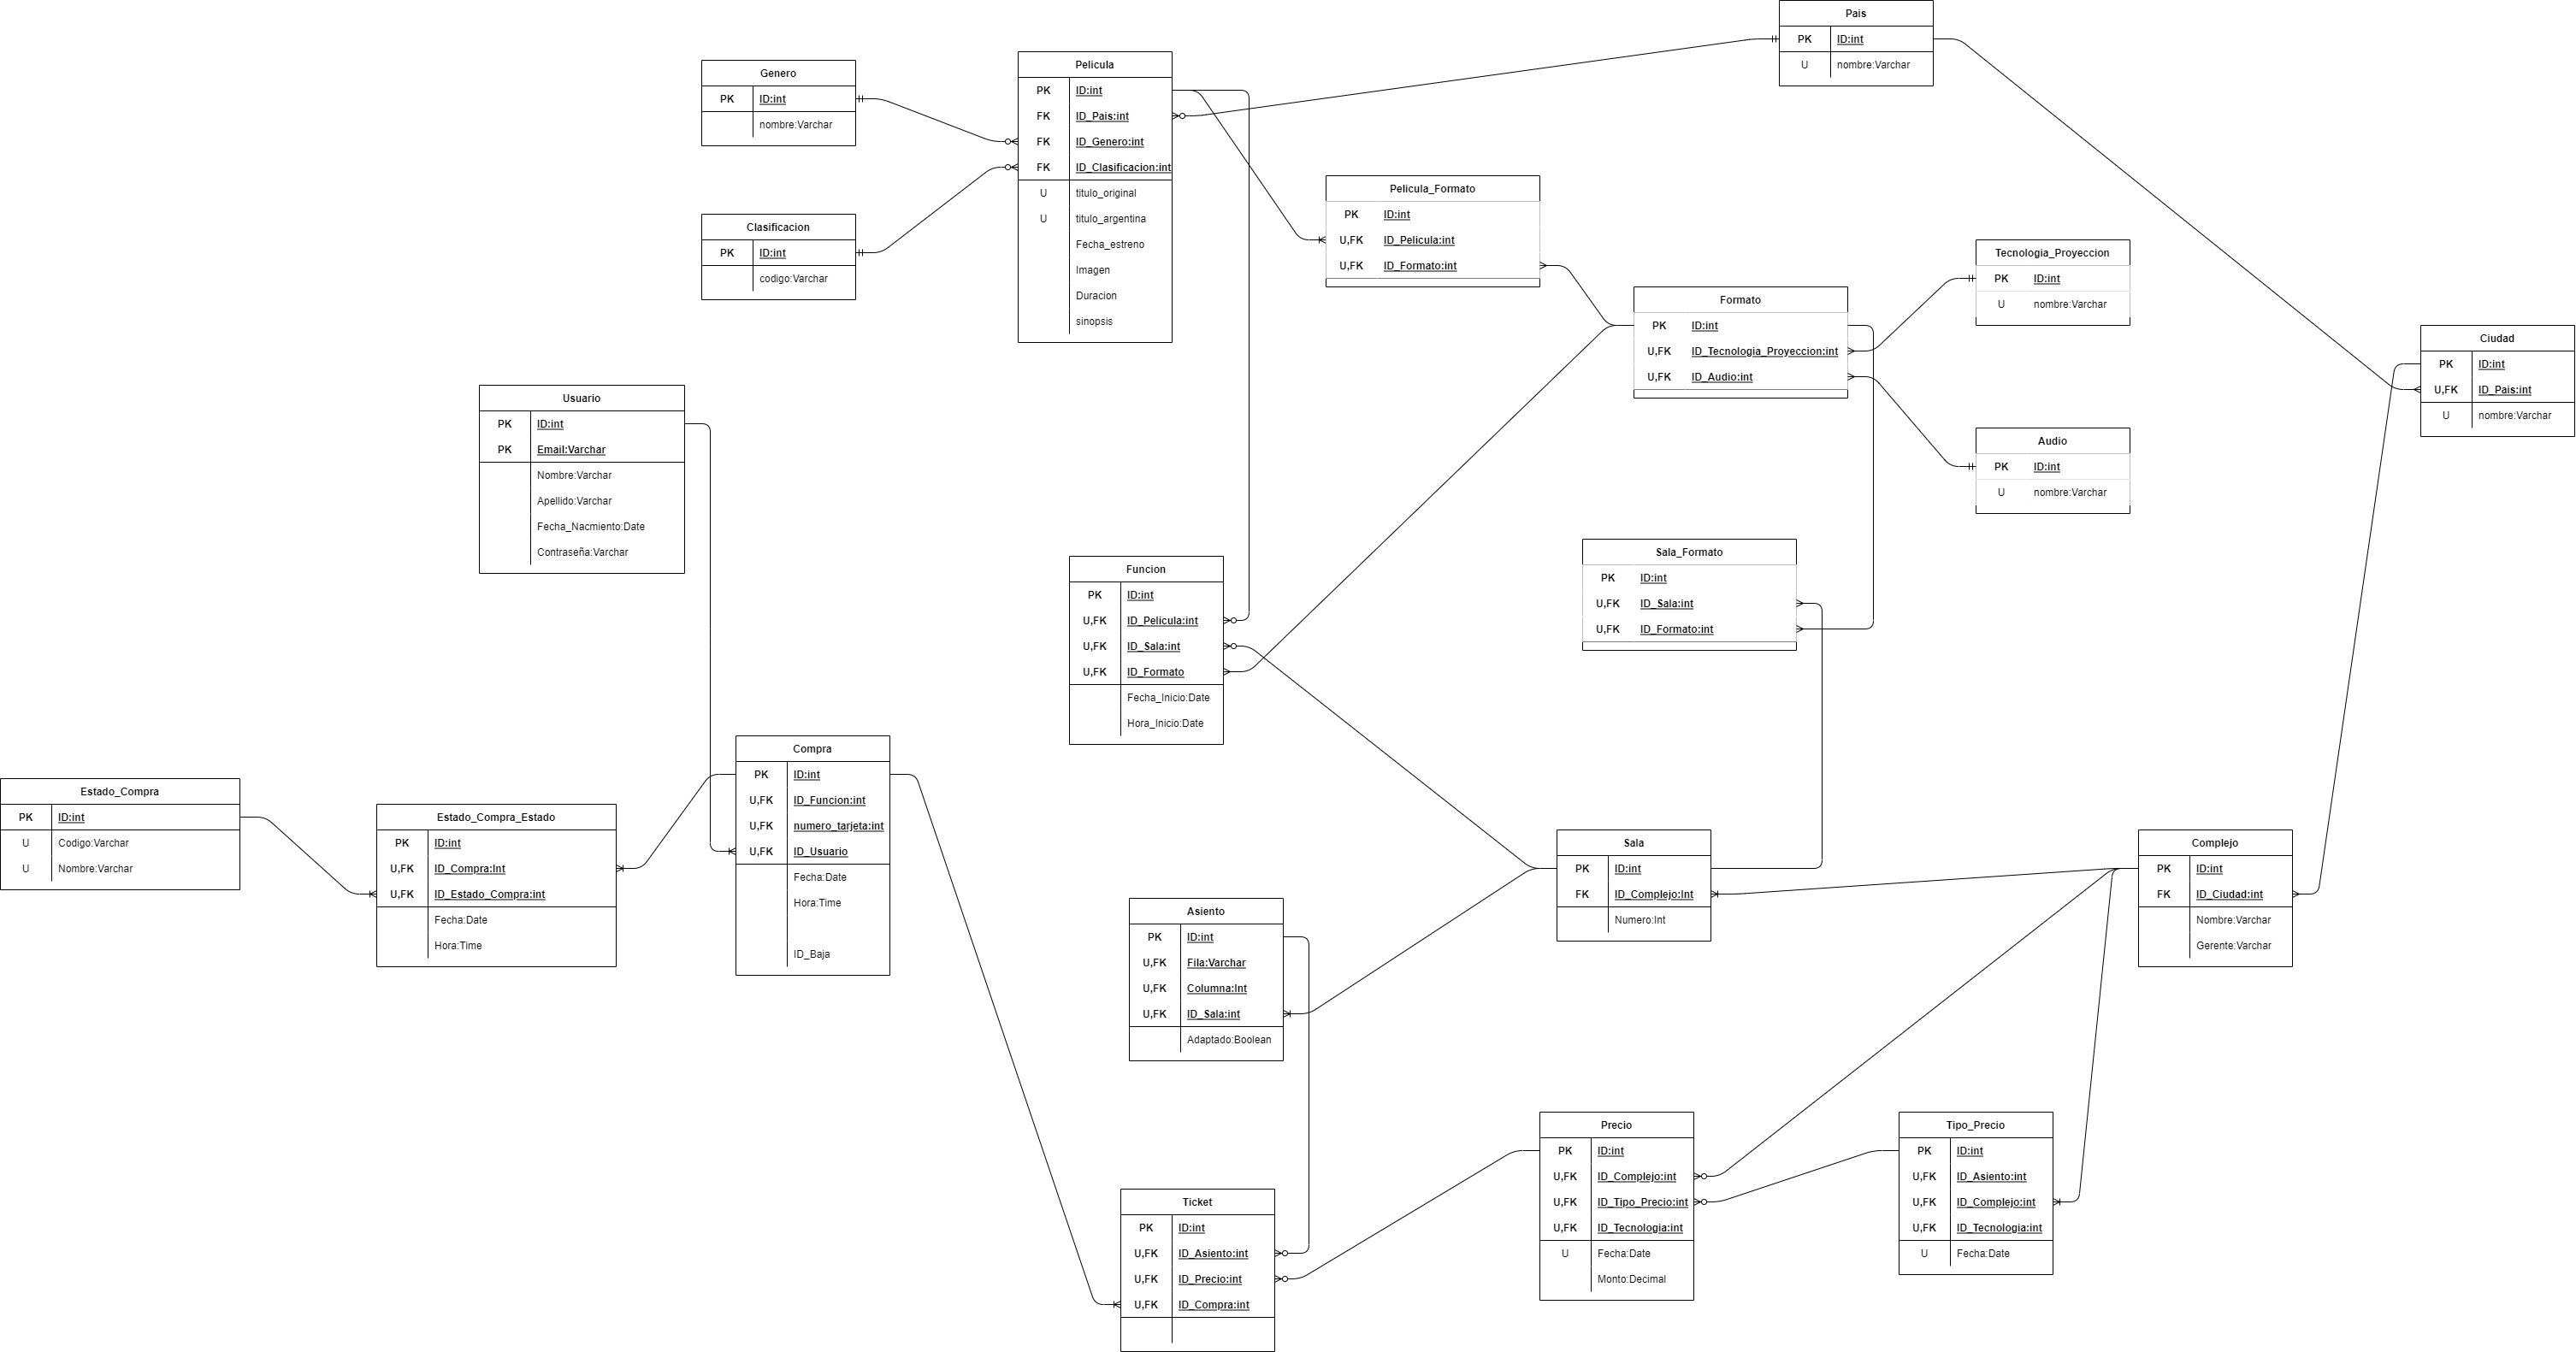 Pais
PK ID:int
U nombre:Varchar
Pelicula
PK ID:int
FK ID_Pais:int
FK ID_Genero:int
FK ID_Clasificacion:int
U titulo_original
U titulo_argentina
Fecha_estreno
Imagen
Duracion
sinopsis
Genero
PK ID:int
nombre:Varchar
Clasificacion
PK ID:int
codigo:Varchar
Pelicula_Formato
PK ID:int
U,FK ID_Pelicula:int
U,FK ID_Formato:int
Formato
PK ID:int
U,FK ID_Tecnologia_Proyeccion:int
U,FK ID_Audio:int
Tecnologia_Proyeccion
PK ID:int
U nombre:Varchar
Audio
PK ID:int
U nombre:Varchar
Ciudad
PK ID:int
U,FK ID_Pais:int
U nombre:Varchar
Usuario
PK ID:int
PK Email:Varchar
Nombre:Varchar
Apellido:Varchar
Fecha_Nacmiento:Date
Contraseña:Varchar
Funcion
PK ID:int
U,FK ID_Pelicula:int
U,FK ID_Sala:int
U,FK ID_Formato
Fecha_Inicio:Date
Hora_Inicio:Date
Sala_Formato
PK ID:int
U,FK ID_Sala:int
U,FK ID_Formato:int
Estado_Compra
PK ID:int
U Codigo:Varchar
U Nombre:Varchar
Estado_Compra_Estado
PK ID:int
U,FK ID_Compra:Int
U,FK ID_Estado_Compra:int
Fecha:Date
Hora:Time
Compra
PK ID:int
U,FK ID_Funcion:int
U,FK numero_tarjeta:int
U,FK ID_Usuario
Fecha:Date
Hora:Time
ID_Baja
Sala
PK ID:int
FK ID_Complejo:Int
Numero:Int
Complejo
PK ID:int
FK ID_Ciudad:int
Nombre:Varchar
Gerente:Varchar
Asiento
PK ID:int
U,FK Fila:Varchar
U,FK Columna:Int
U,FK ID_Sala:int
Adaptado:Boolean
Precio
PK ID:int
U,FK ID_Complejo:int
U,FK ID_Tipo_Precio:int
U,FK ID_Tecnologia:int
U Fecha:Date
Monto:Decimal
Tipo_Precio
PK ID:int
U,FK ID_Asiento:int
U,FK ID_Complejo:int
U,FK ID_Tecnologia:int
U Fecha:Date
Ticket
PK ID:int
U,FK ID_Asiento:int
U,FK ID_Precio:int
U,FK ID_Compra:int